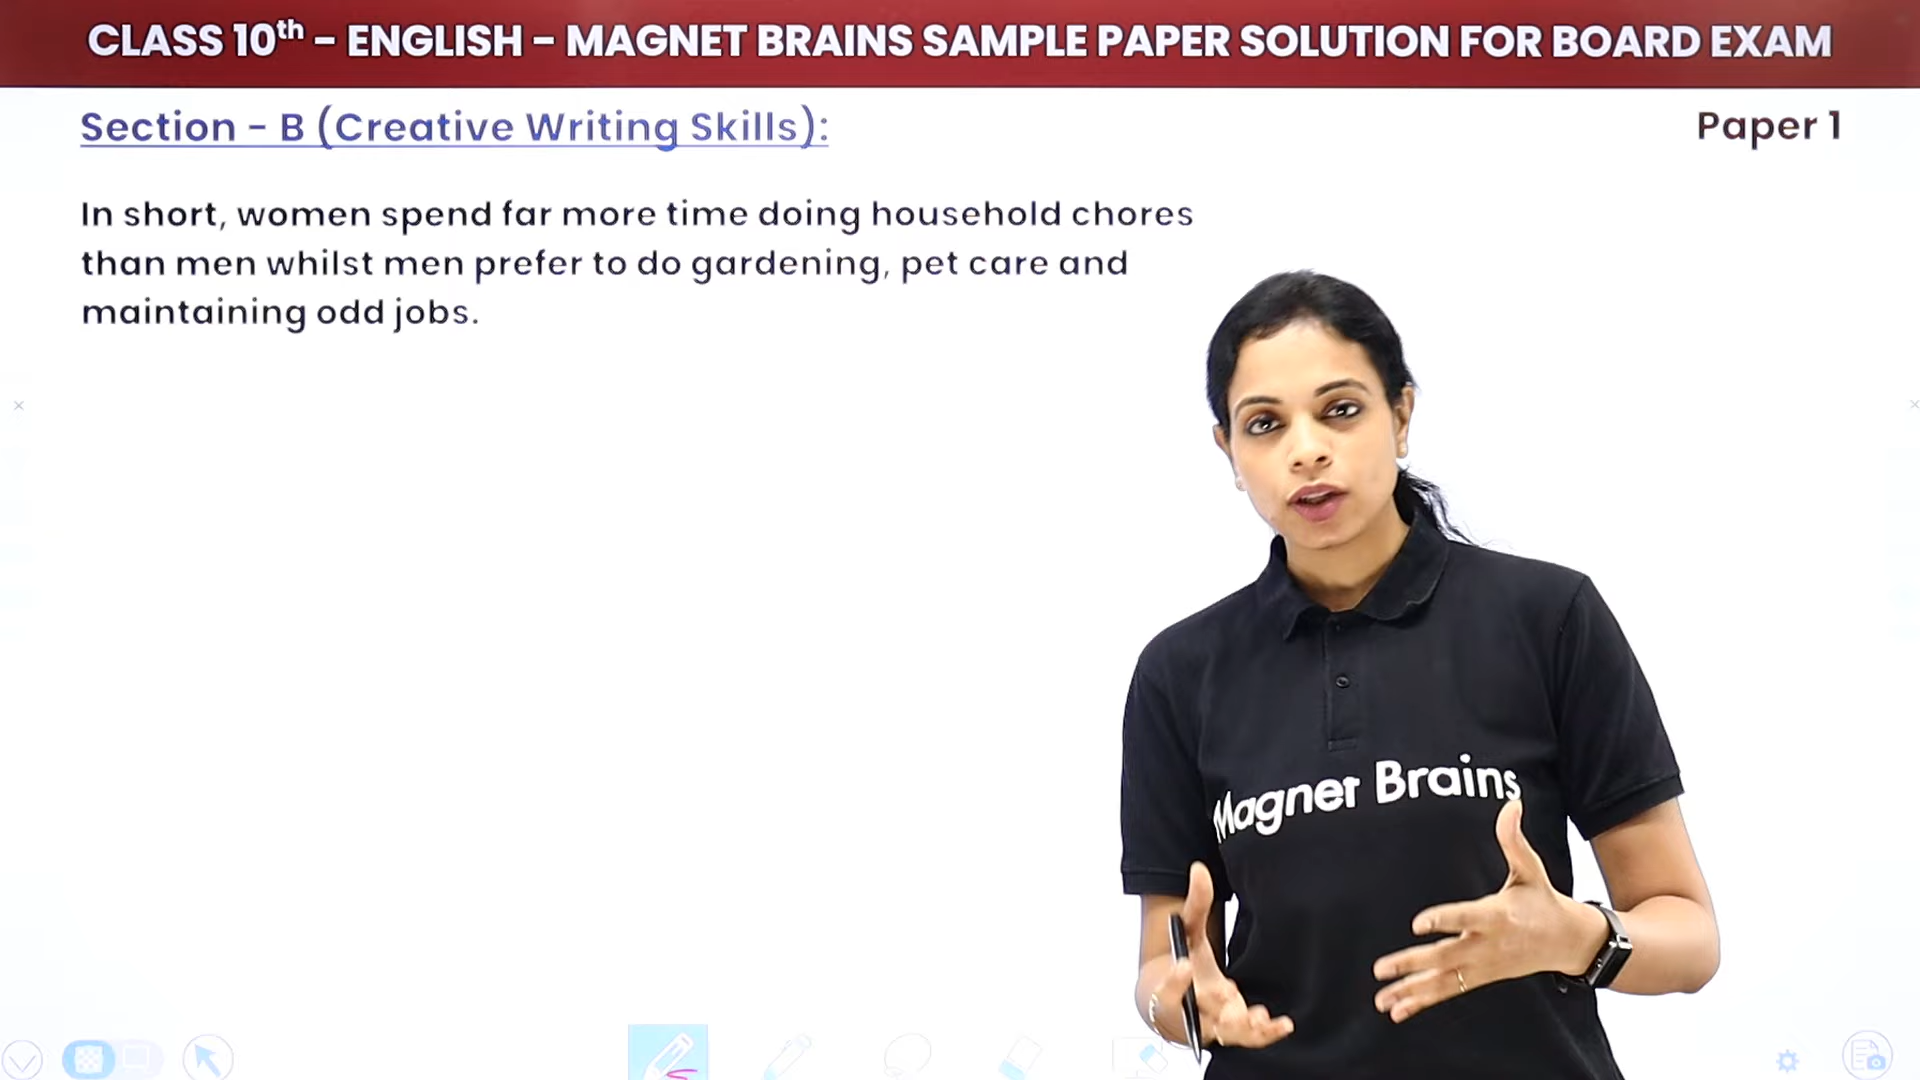 CLASS 10th - ENGLISH - MAGNET BRAINS SAMPLE PAPER SOLUTION FOR BOARD EXAM
Section - B (Creative Writing Skills):
Paper 1
In short, women spend far more time doing household chores
than men whilst men prefer to do gardening, pet care and
maintaining odd jobs.
Magnet Brains